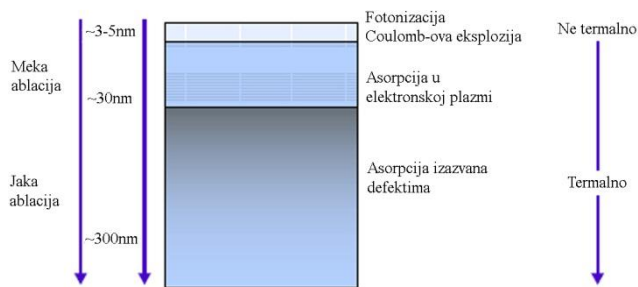 ~3-5nm
Meka
ablacija
~30nm
Jaka
ablacija
~300nm
Fotonizacija
Coulomb-ova eksplozija
Asorpcija u
elektronskoj plazmi
Asorpcija izazvana
defektima
Ne termalno
Termalno